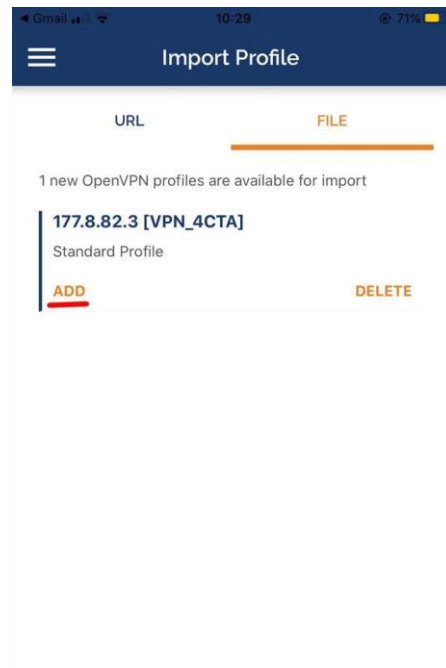 Gmail 10:29 71%
Import Profile
URL FILE
1 new OpenVPN profiles are available for import
177.8.82.3 [VPN_4CTA]
Standard Profile
ADD DELETE